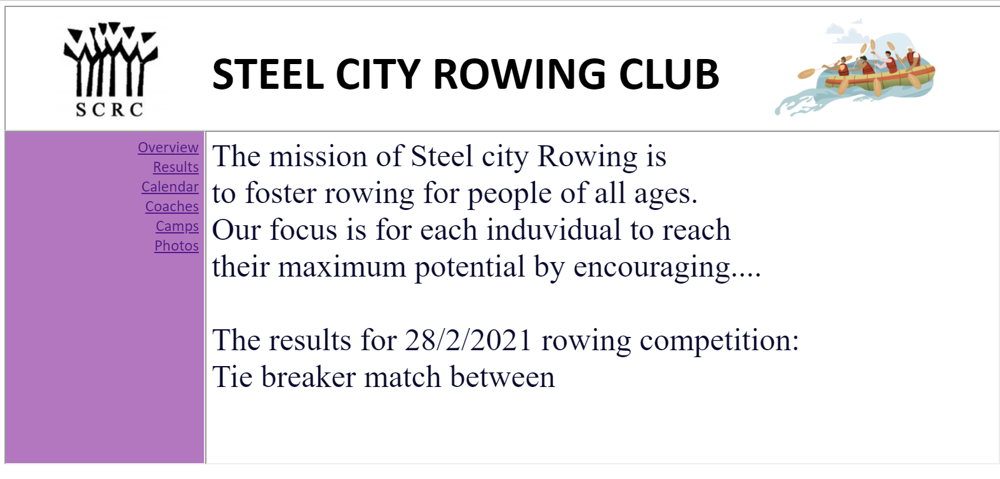 SCRC
STEEL CITY ROWING CLUB
Overview
Results
Calendar
Coaches
Camps
Photos
The mission of Steel city Rowing is
to foster rowing for people of all ages.
Our focus is for each induvidual to reach
their maximum potential by encouraging....
The results for 28/2/2021 rowing competition:
Tie breaker match between